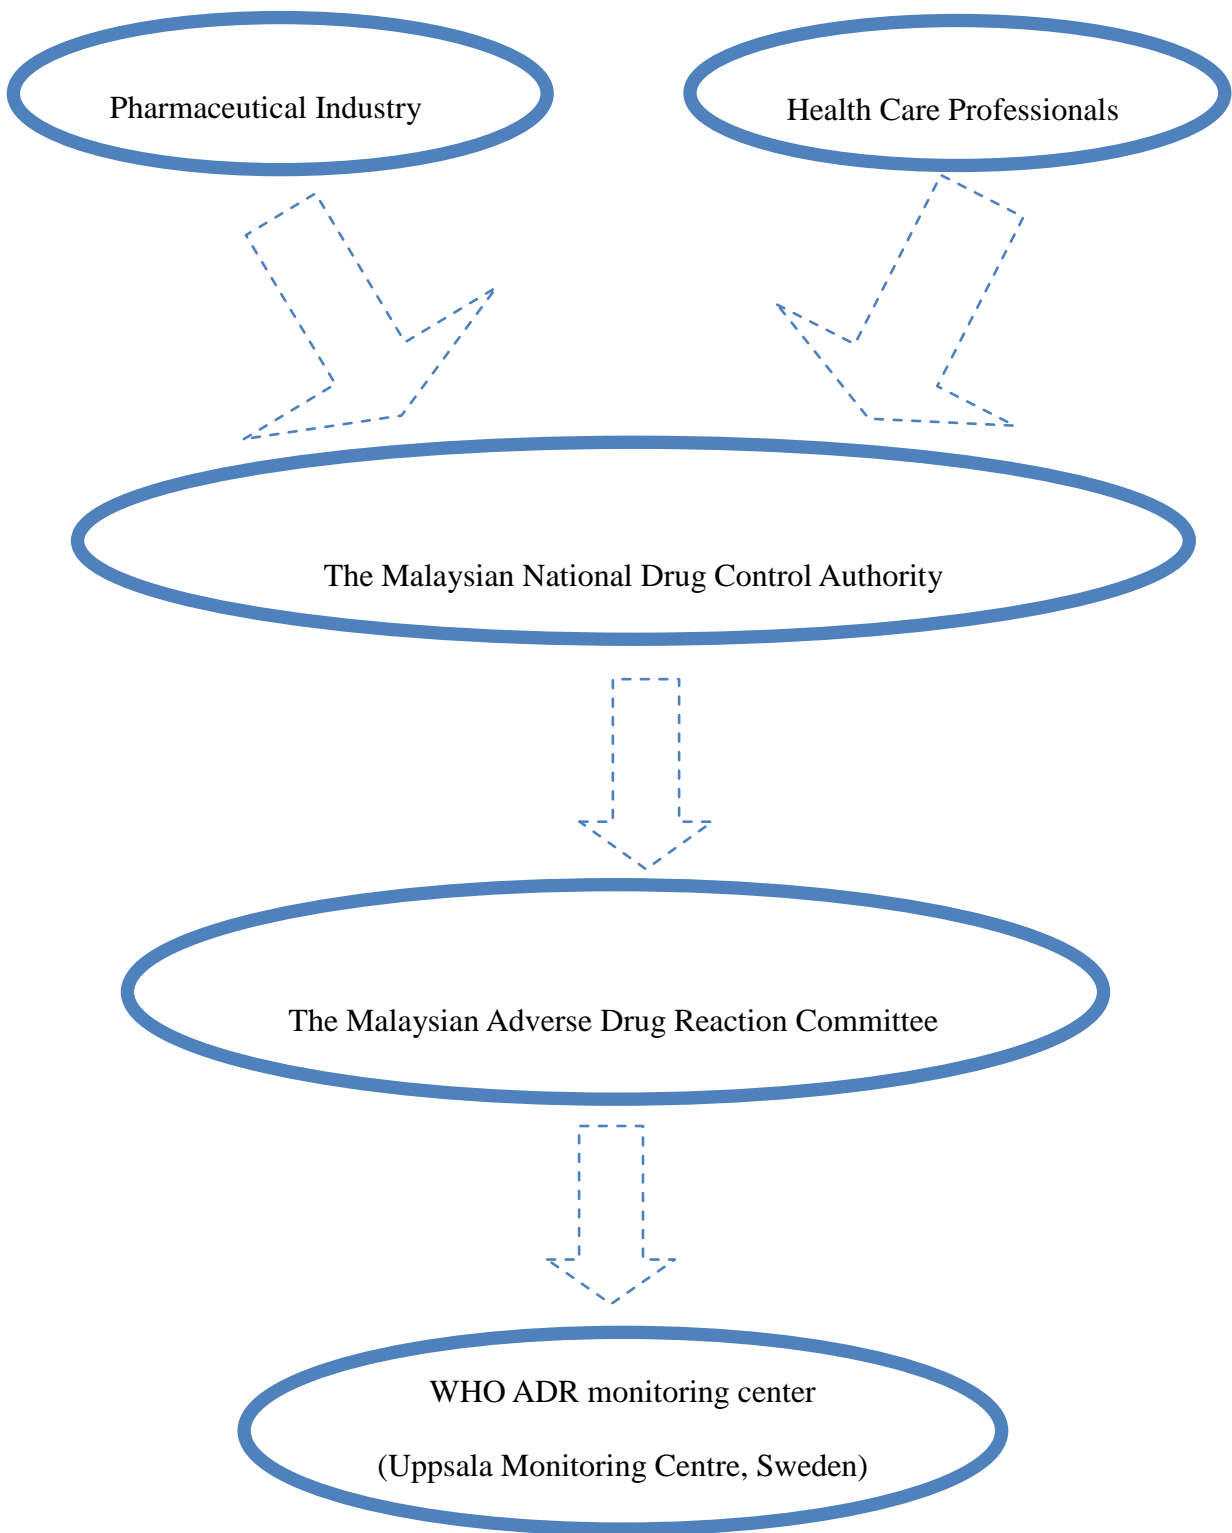 Pharmaceutical Industry
Health Care Professionals
The Malaysian National Drug Control Authority
The Malaysian Adverse Drug Reaction Committee
WHO ADR monitoring center
(Uppsala Monitoring Centre, Sweden)